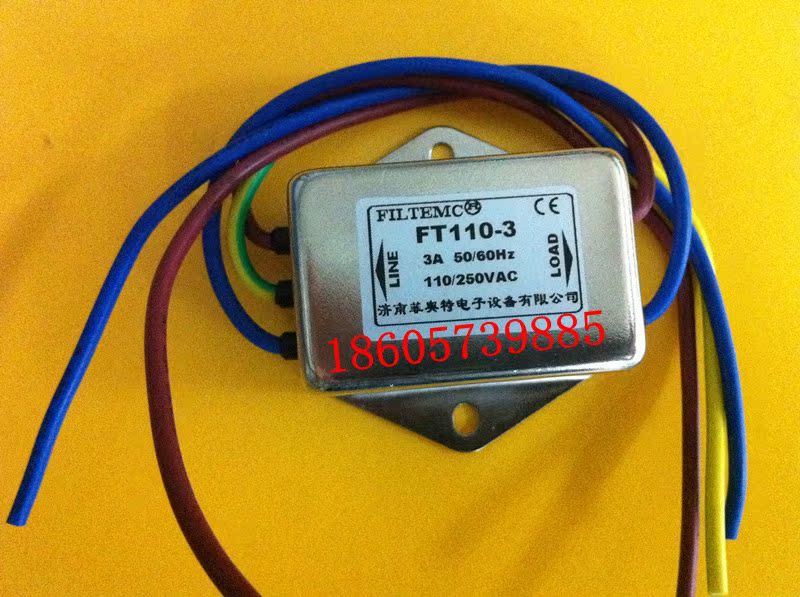 FILTEMC
CE
FT110-3
3A 50/60Hz
110/250VAC
LINE
LOAD
济南菲奥特电子设备有限公司
18605739885